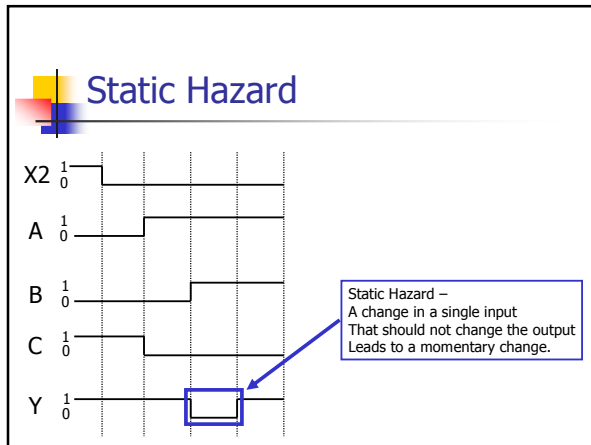 Static Hazard
X2 1
0
A 1
0
B 1
0
Static Hazard –
A change in a single input
That should not change the output
Leads to a momentary change.
C 1
0
Y 1
0